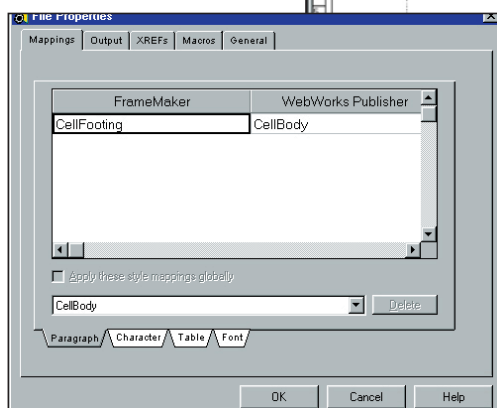 File Properties
Mappings Output XREFs Macros General
FrameMaker WebWorks Publisher
CellFooting CellBody
Apply these style mappings globally
CellBody Delete
Paragraph Character Table Font
OK Cancel Help